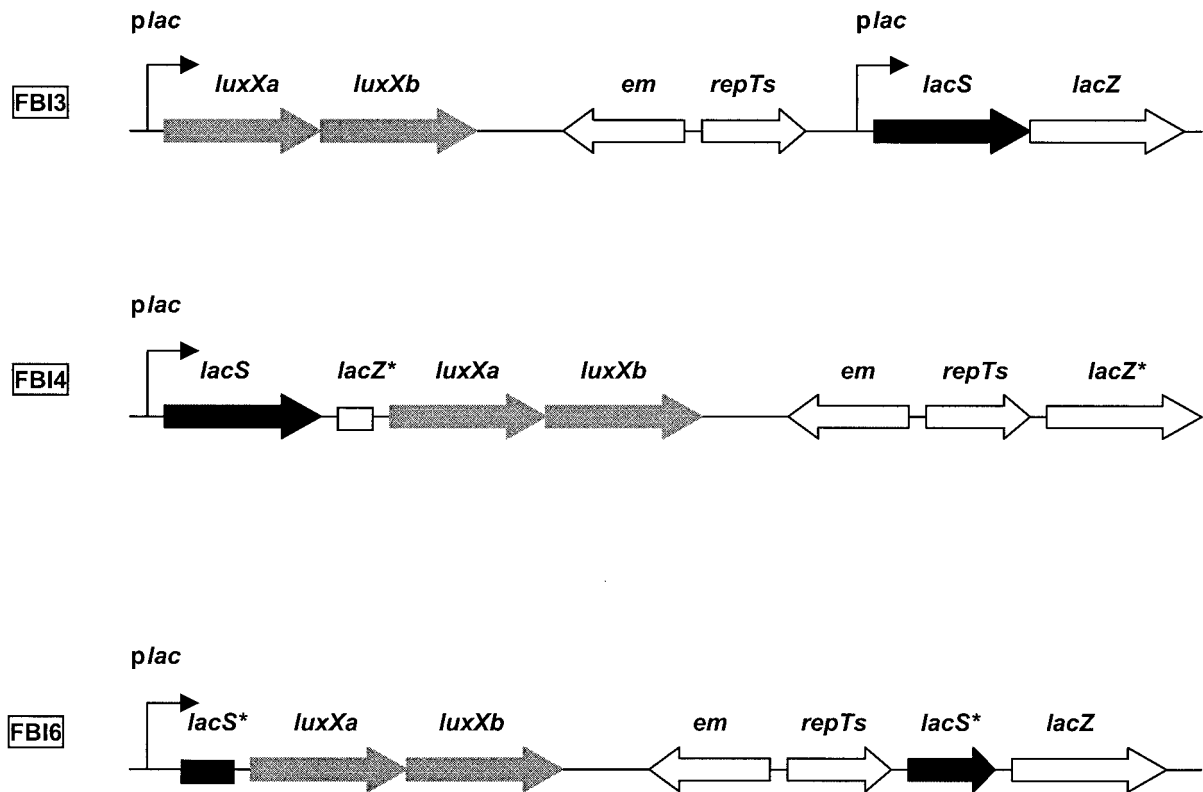 plac plac
FBI3 luxXa luxXb em repTs lacS lacZ
plac
FBI4 lacS lacZ* luxXa luxXb em repTs lacZ*
plac
FBI6 lacS* luxXa luxXb em repTs lacS* lacZ